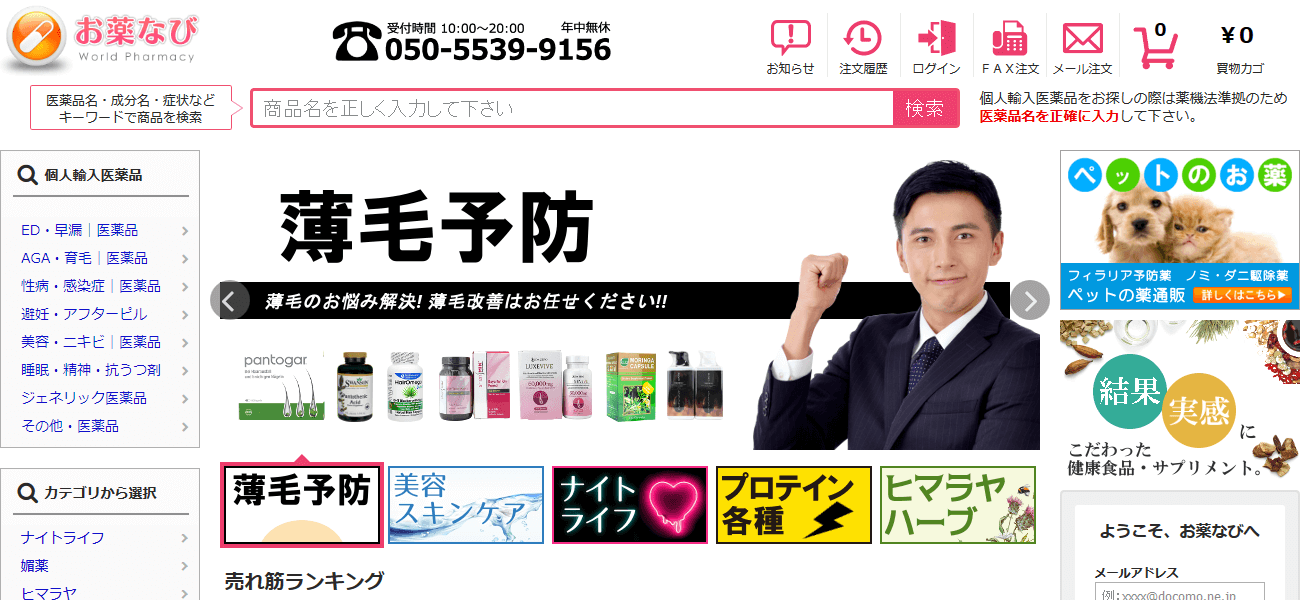 お薬なび
World Pharmacy
受付時間 10:00～20:00 年中無休
050-5539-9156
お知らせ
注文履歴
ログイン
ＦＡＸ注文
メール注文
0
¥0
買物カゴ
医薬品名・成分名・症状など
キーワードで商品を検索
商品名を正しく入力して下さい
検索
個人輸入医薬品をお探しの際は薬機法準拠のため
医薬品名を正確に入力して下さい。
個人輸入医薬品
ED・早漏｜医薬品
AGA・育毛｜医薬品
性病・感染症｜医薬品
避妊・アフターピル
美容・ニキビ｜医薬品
睡眠・精神・抗うつ剤
ジェネリック医薬品
その他・医薬品
カテゴリから選択
ナイトライフ
媚薬
ヒマラヤ
薄毛予防
薄毛のお悩み解決! 薄毛改善はお任せください!!
pantogar
SWANSON
Pantothenic
Acid
HairOmega
LUXEVIVE
MORINGA
CAPSULE
薄毛予防
美容
スキンケア
ナイト
ライフ
プロテイン
各種
ヒマラヤ
ハーブ
売れ筋ランキング
ペットのお薬
フィラリア予防薬 ノミ・ダニ駆除薬
ペットの薬通販 詳しくはこちら▶
結果
実感
に
こだわった
健康食品・サプリメント。
ようこそ、お薬なびへ
メールアドレス
例：xxxx@docomo.ne.jp